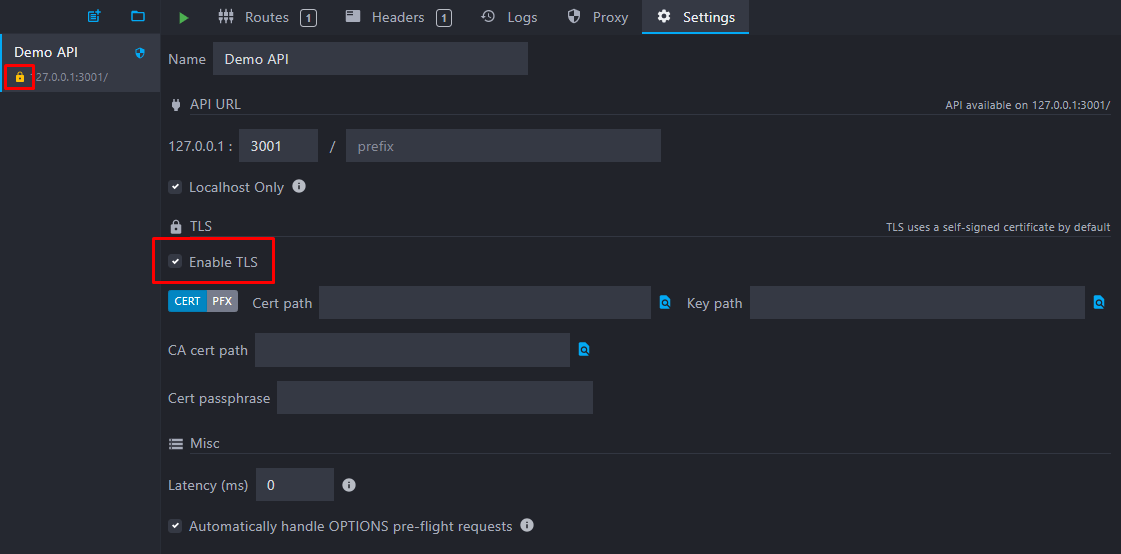 Routes 1 Headers 1 Logs Proxy Settings
Demo API
127.0.0.1:3001/
Name Demo API
API URL API available on 127.0.0.1:3001/
127.0.0.1 : 3001 / prefix
Localhost Only
TLS TLS uses a self-signed certificate by default
Enable TLS
CERT PFX Cert path Key path
CA cert path
Cert passphrase
Misc
Latency (ms) 0
Automatically handle OPTIONS pre-flight requests